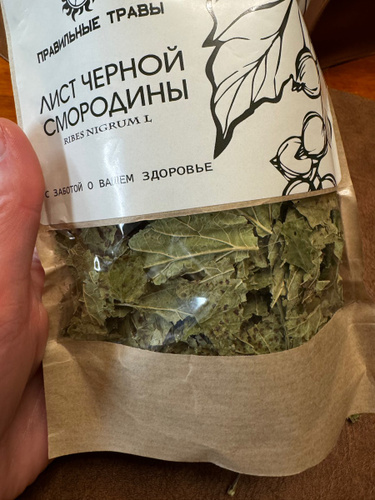 ПРАВИЛЬНЫЕ ТРАВЫ
ЛИСТ ЧЕРНОЙ
СМОРОДИНЫ
RIBES NIGRUM L
С ЗАБОТОЙ О ВАШЕМ ЗДОРОВЬЕ